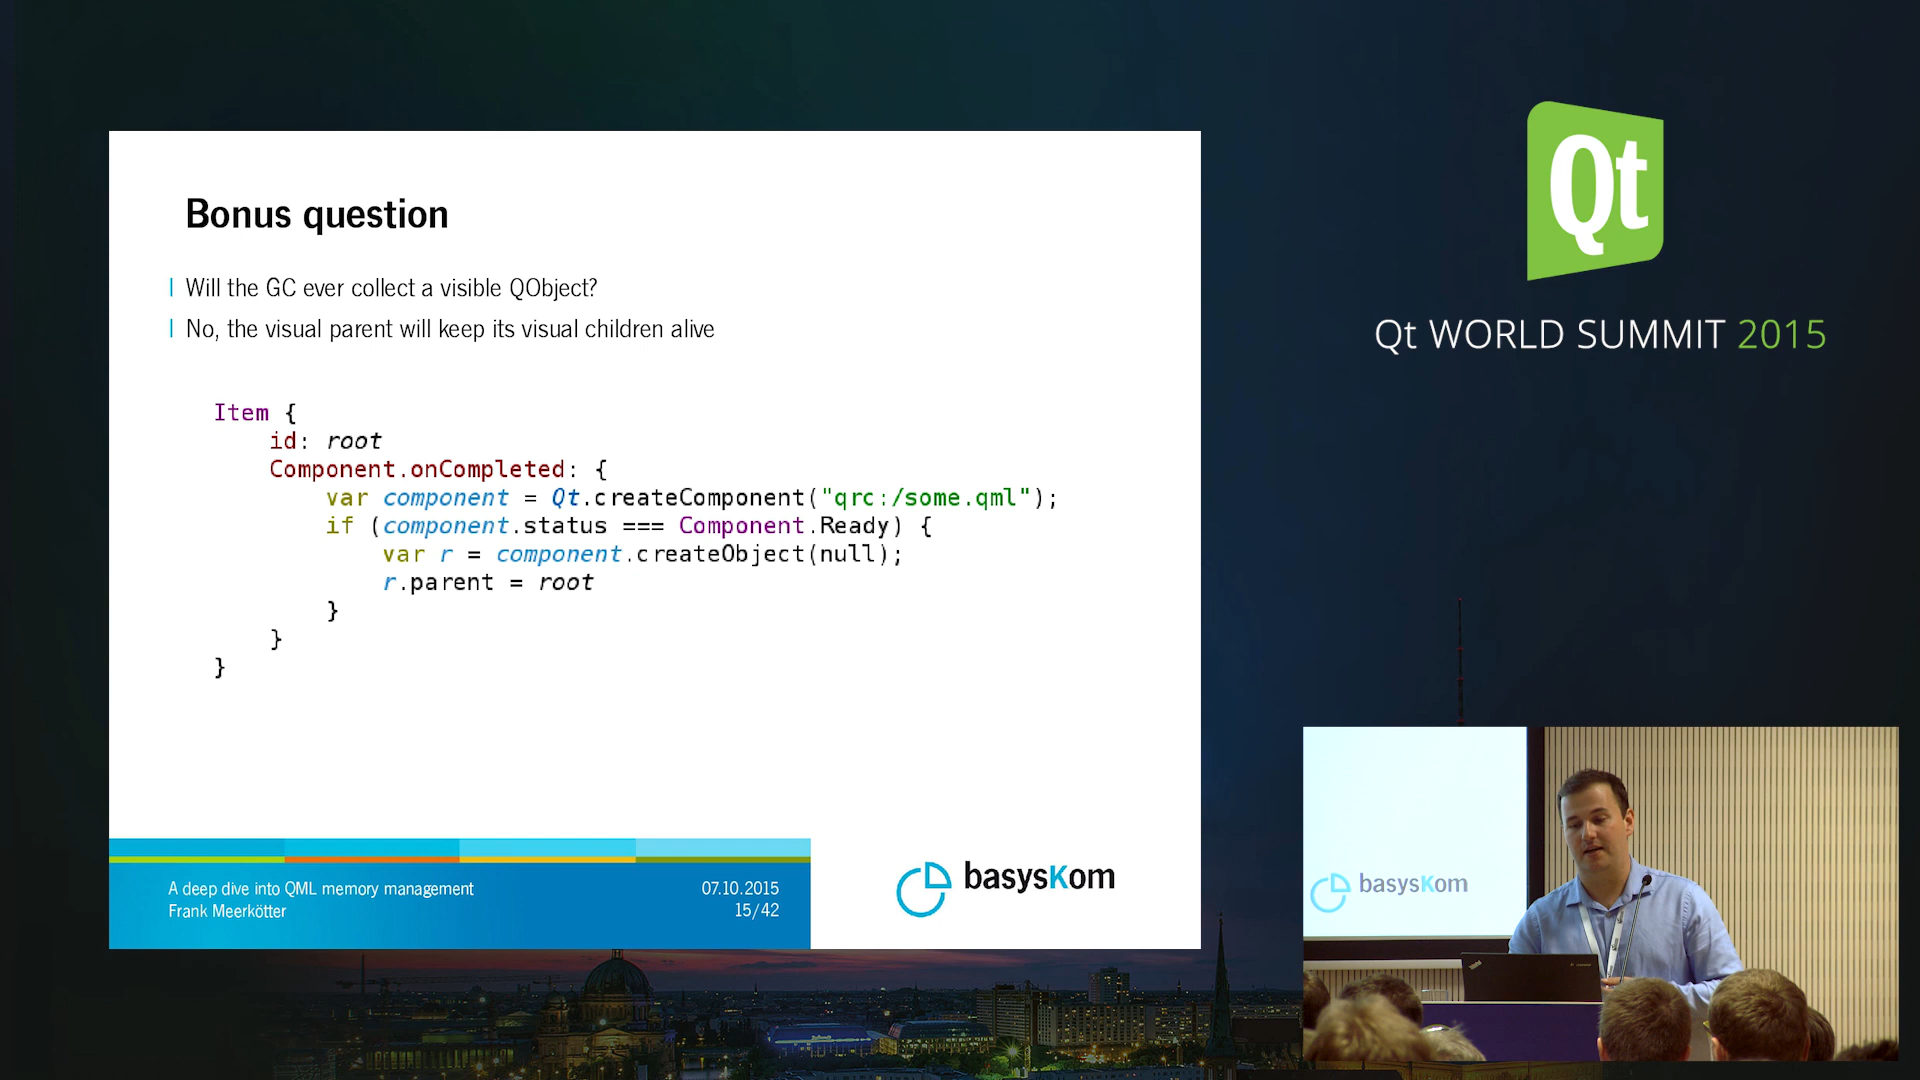 Bonus question
Will the GC ever collect a visible QObject?
No, the visual parent will keep its visual children alive
Item {
id: root
Component.onCompleted: {
var component = Qt.createComponent("qrc:/some.qml");
if (component.status === Component.Ready) {
var r = component.createObject(null);
r.parent = root
}
}
}
A deep dive into QML memory management
Frank Meerkötter
07.10.2015
15/42
basysKom
Qt
Qt WORLD SUMMIT 2015
basysKom